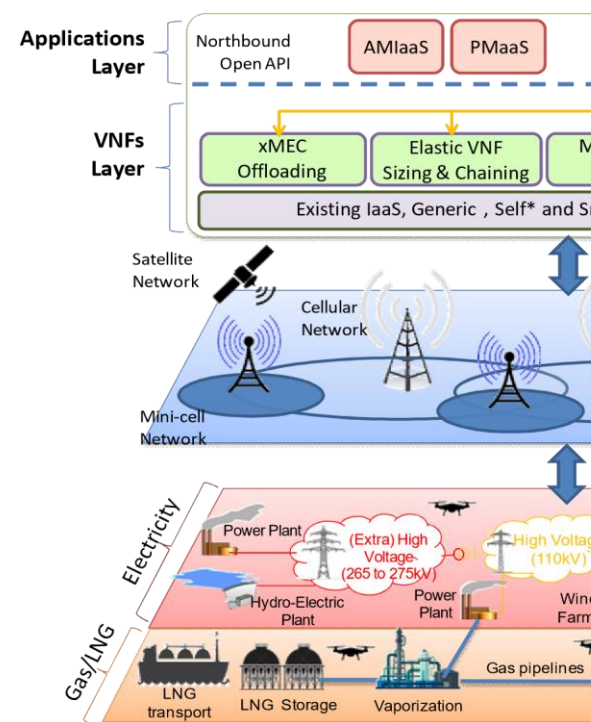 Applications
Layer
Northbound
Open API
AMIaaS
PMaaS
VNFs
Layer
xMEC
Offloading
Elastic VNF
Sizing & Chaining
Existing IaaS, Generic , Self* and
Satellite
Network
Cellular
Network
Mini-cell
Network
Electricity
Power Plant
(Extra) High
Voltage
(265 to 275kV)
High Voltage
(110kV)
Hydro-Electric
Plant
Power
Plant
Farm
Gas/LNG
LNG
transport
LNG Storage
Vaporization
Gas pipelines